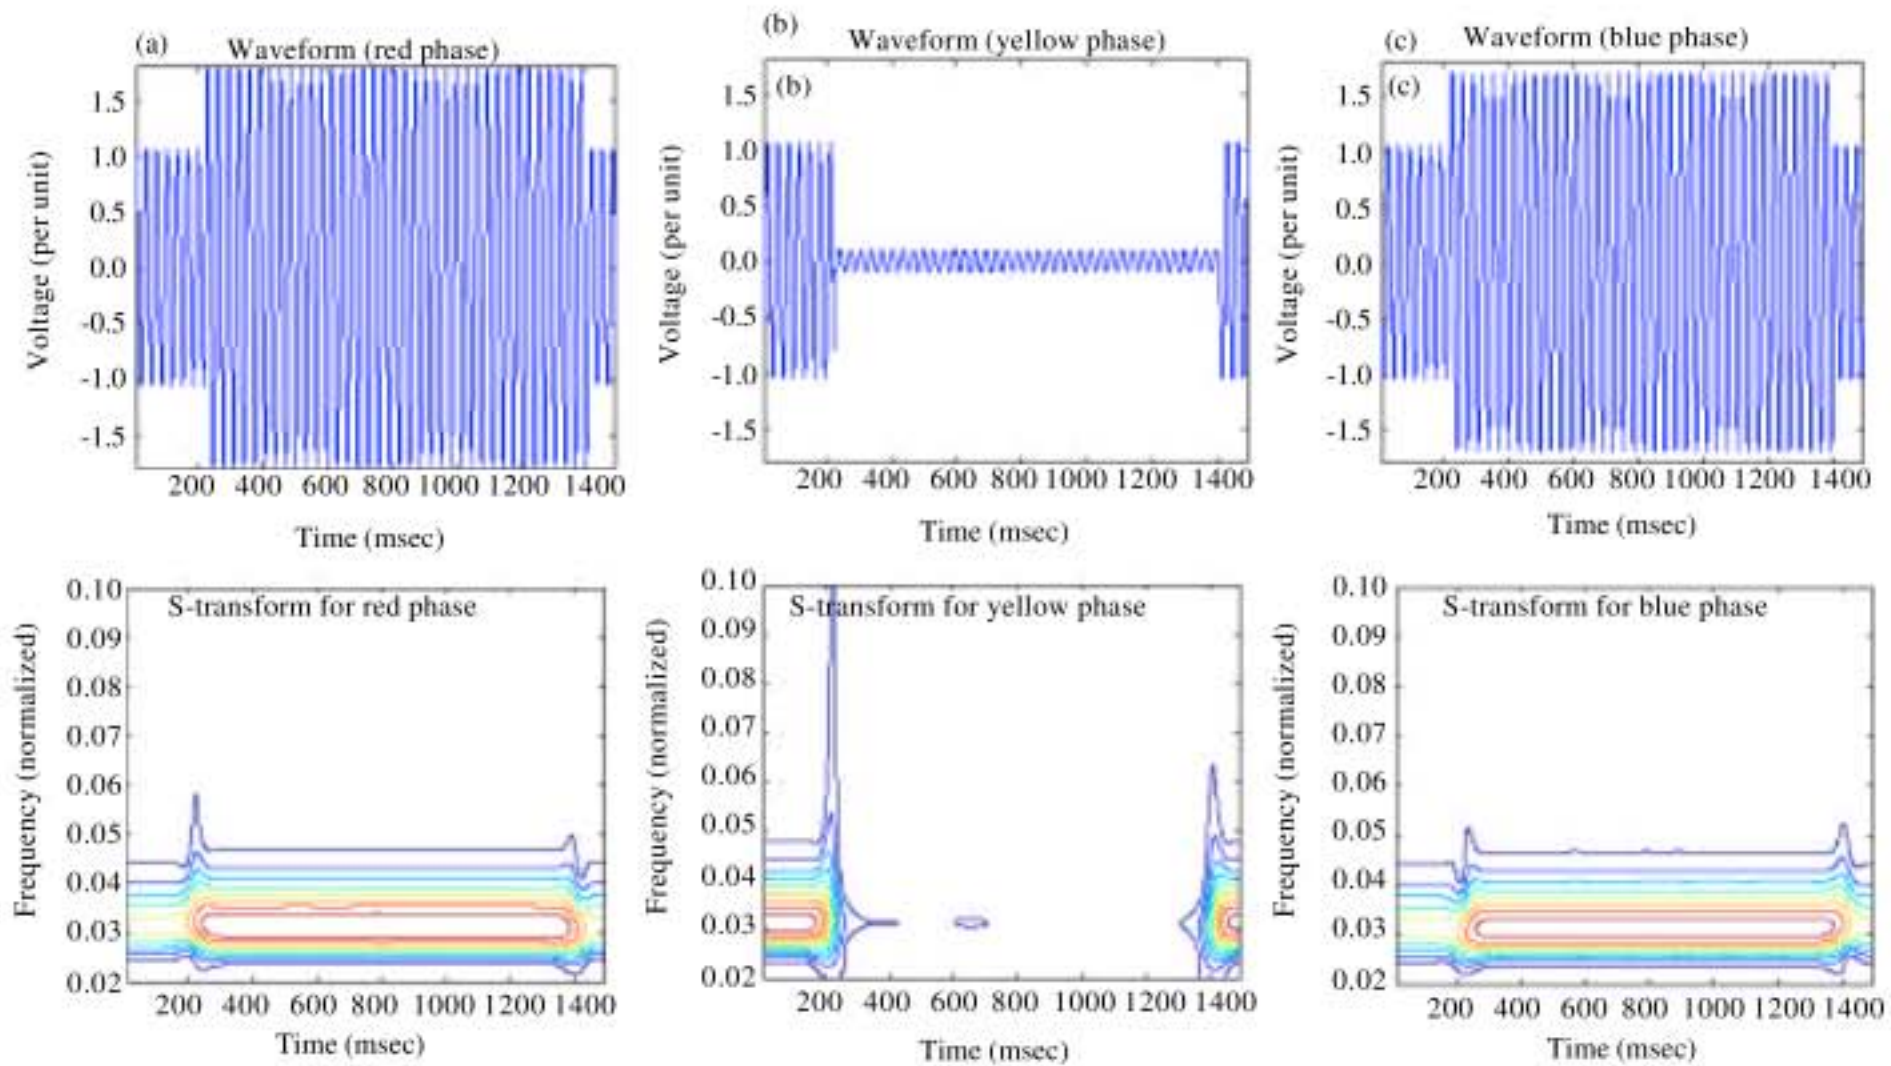 (a)
Waveform (red phase)
1.5
1.0
0.5
0.0
-0.5
-1.0
-1.5
Voltage (per unit)
200 400 600 800 1000 1200 1400
Time (msec)
(b)
Waveform (yellow phase)
(b)
1.5
1.0
0.5
0.0
-0.5
-1.0
-1.5
Voltage (per unit)
200 400 600 800 1000 1200 1400
Time (msec)
(c)
Waveform (blue phase)
(c)
1.5
1.0
0.5
0.0
-0.5
-1.0
-1.5
Voltage (per unit)
200 400 600 800 1000 1200 1400
Time (msec)
S-transform for red phase
0.10
0.09
0.08
0.07
0.06
0.05
0.04
0.03
0.02
Frequency (normalized)
200 400 600 800 1000 1200 1400
Time (msec)
S-transform for yellow phase
0.10
0.09
0.08
0.07
0.06
0.05
0.04
0.03
0.02
Frequency (normalized)
200 400 600 800 1000 1200 1400
Time (msec)
S-transform for blue phase
0.10
0.09
0.08
0.07
0.06
0.05
0.04
0.03
0.02
Frequency (normalized)
200 400 600 800 1000 1200 1400
Time (msec)